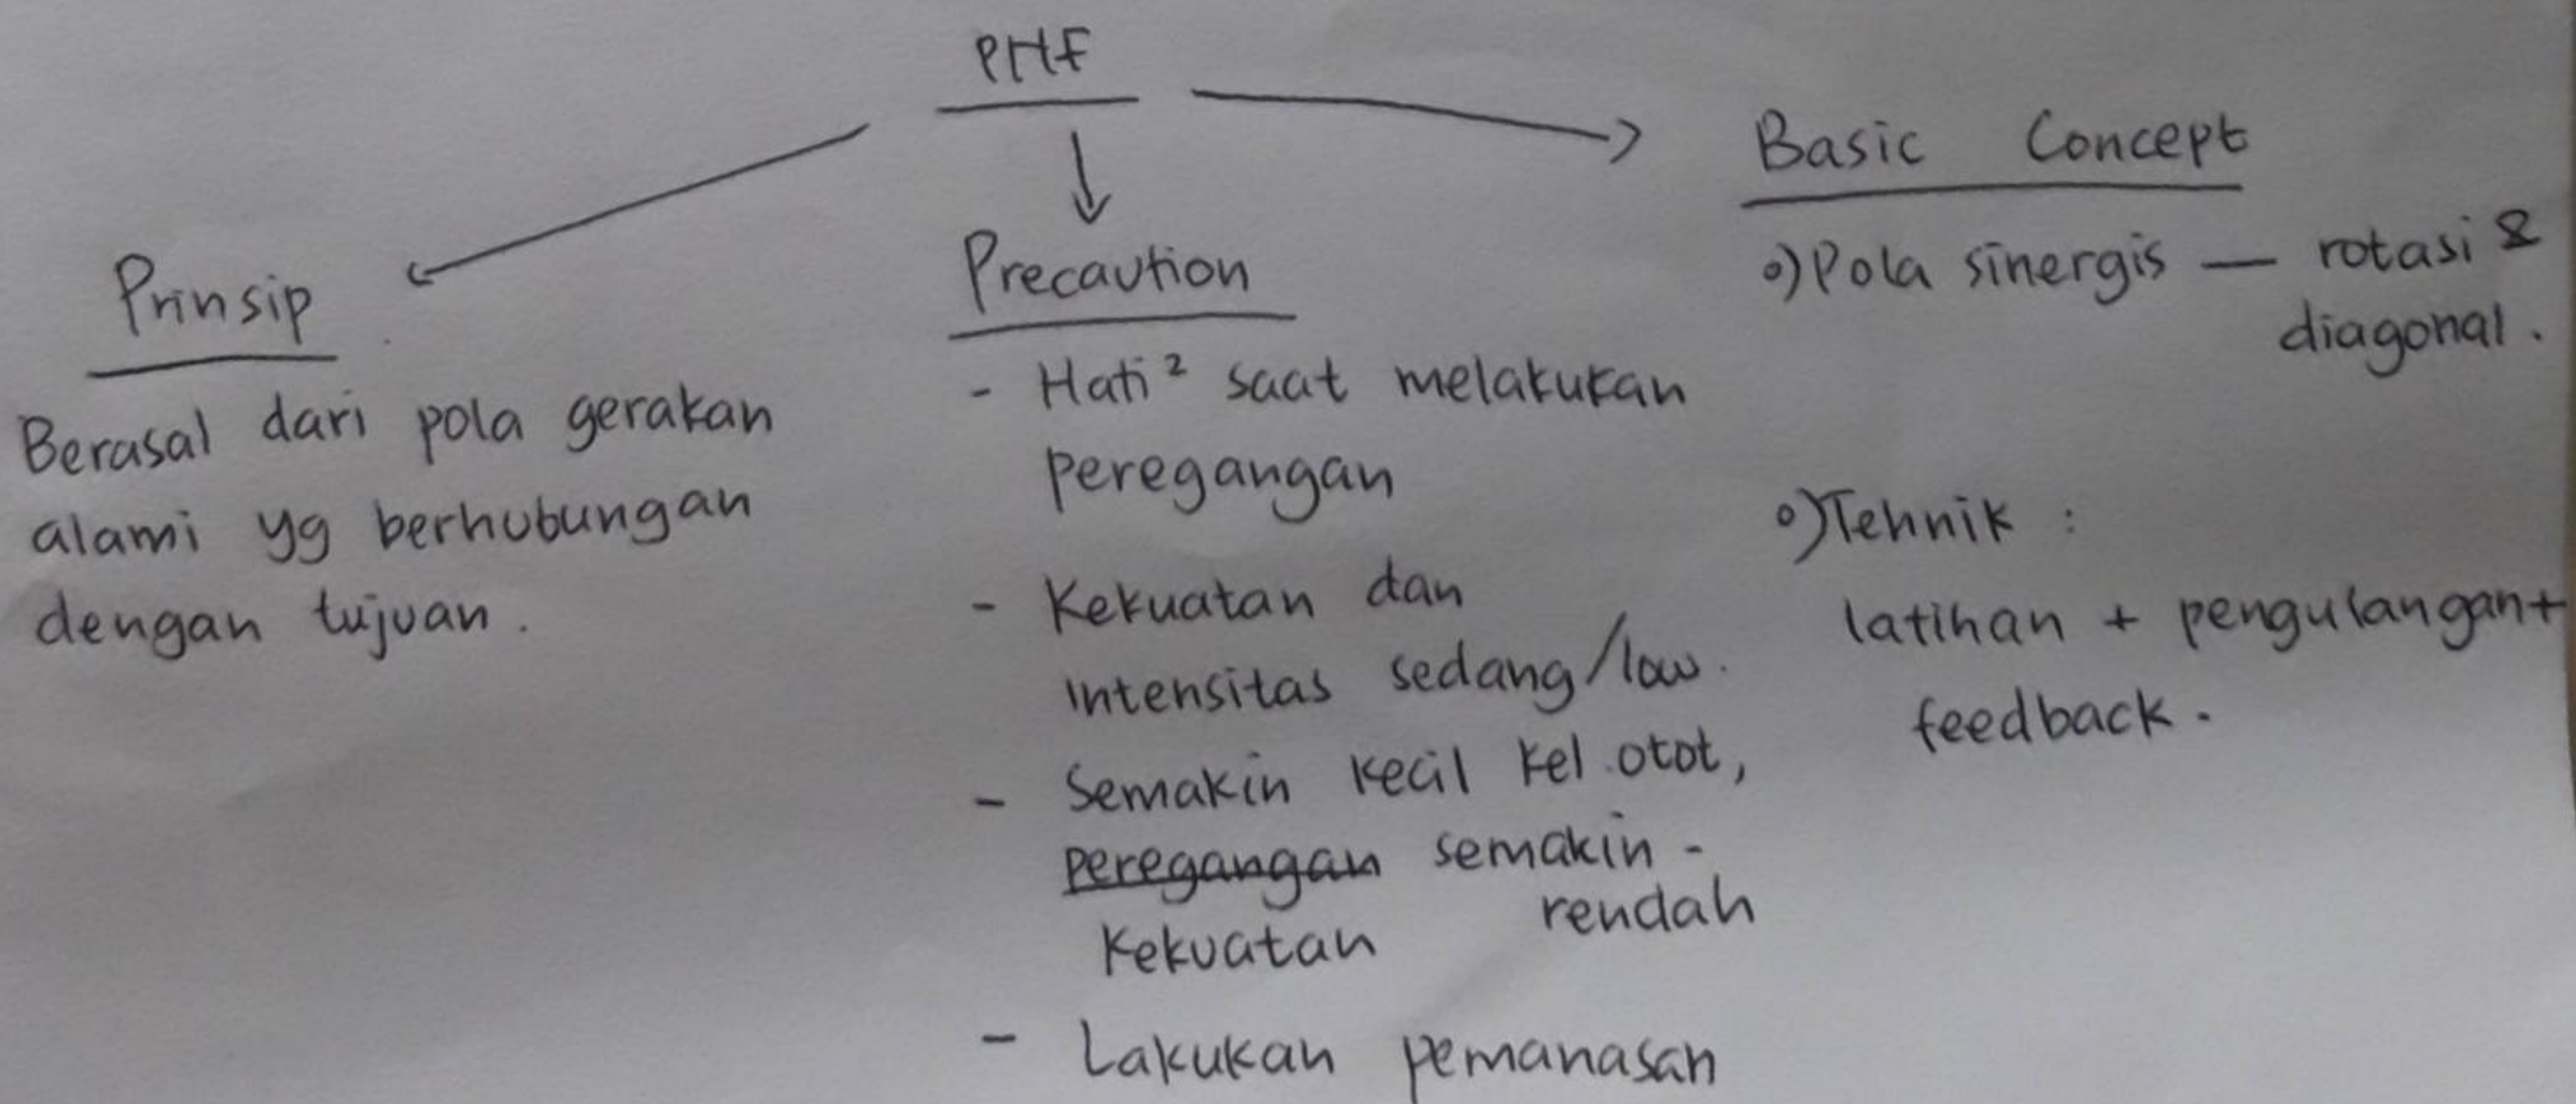 PHF
Prinsip
Berasal dari pola gerakan
alami yg berhubungan
dengan tujuan.
Precaution
- Hati² saat melakukan
peregangan
- Kekuatan dan
intensitas sedang/low.
- Semakin kecil kel otot,
peregangan semakin -
rendah
Kekuatan
- Lakukan pemanasan
Basic Concept
o) Pola sinergis — rotasi &
diagonal.
o) Tehnik :
latihan + pengulangan +
feedback.